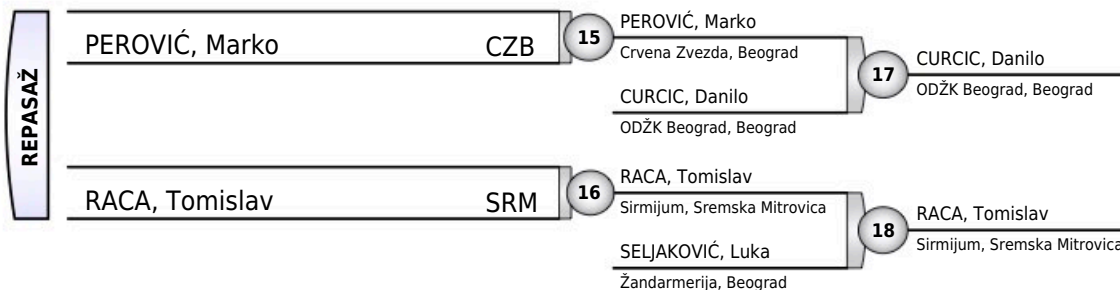 REPASAŽ
PEROVIĆ, Marko CZB
15
PEROVIĆ, Marko
Crvena Zvezda, Beograd
CURCIC, Danilo
ODŽK Beograd, Beograd
17
CURCIC, Danilo
ODŽK Beograd, Beograd
RACA, Tomislav SRM
16
RACA, Tomislav
Sirmijum, Sremska Mitrovica
SELJAKOVIĆ, Luka
Žandarmerija, Beograd
18
RACA, Tomislav
Sirmijum, Sremska Mitrovica